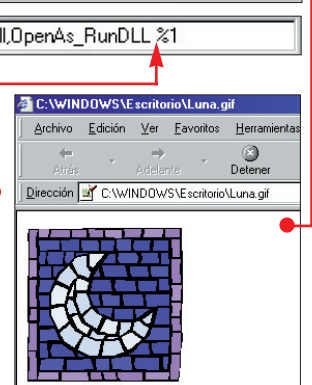 ll,OpenAs_RunDLL %1
C:\WINDOWS\Escritorio\Luna.gif
Archivo Edición Ver Favoritos Herramientas
Atrás Adelante Detener
Dirección C:\WINDOWS\Escritorio\Luna.gif